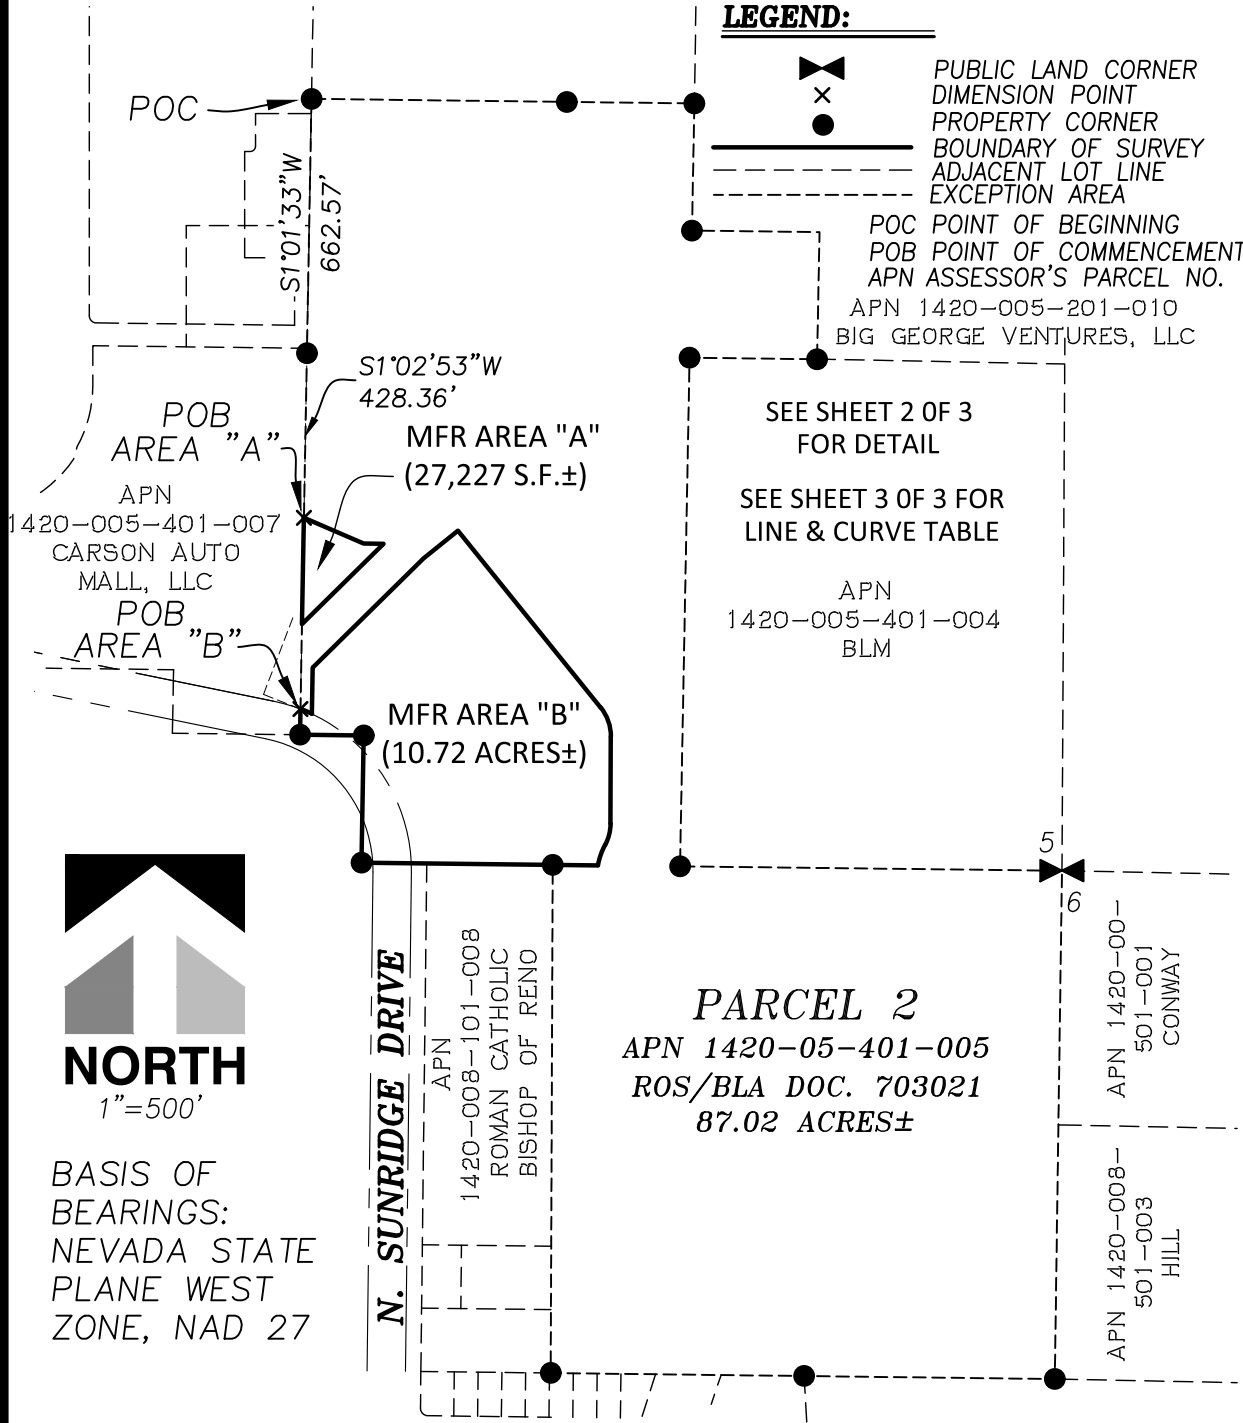 LEGEND:
PUBLIC LAND CORNER
DIMENSION POINT
PROPERTY CORNER
BOUNDARY OF SURVEY
ADJACENT LOT LINE
EXCEPTION AREA
POC POINT OF BEGINNING
POB POINT OF COMMENCEMENT
APN ASSESSOR'S PARCEL NO.
APN 1420-005-201-010
BIG GEORGE VENTURES, LLC
POC
S1°01'33"W
662.57'
S1°02'53"W
428.36'
POB
AREA "A"
MFR AREA "A"
(27,227 S.F.±)
SEE SHEET 2 OF 3
FOR DETAIL
SEE SHEET 3 OF 3 FOR
LINE & CURVE TABLE
APN
1420-005-401-007
CARSON AUTO
MALL, LLC
APN
1420-005-401-004
BLM
POB
AREA "B"
MFR AREA "B"
(10.72 ACRES±)
5
6
NORTH
1"=500'
BASIS OF
BEARINGS:
NEVADA STATE
PLANE WEST
ZONE, NAD 27
N. SUNRIDGE DRIVE
APN
1420-008-101-008
ROMAN CATHOLIC
BISHOP OF RENO
PARCEL 2
APN 1420-05-401-005
ROS/BLA DOC. 703021
87.02 ACRES±
APN 1420-00-
501-001
CONWAY
APN 1420-008-
501-003
HILL